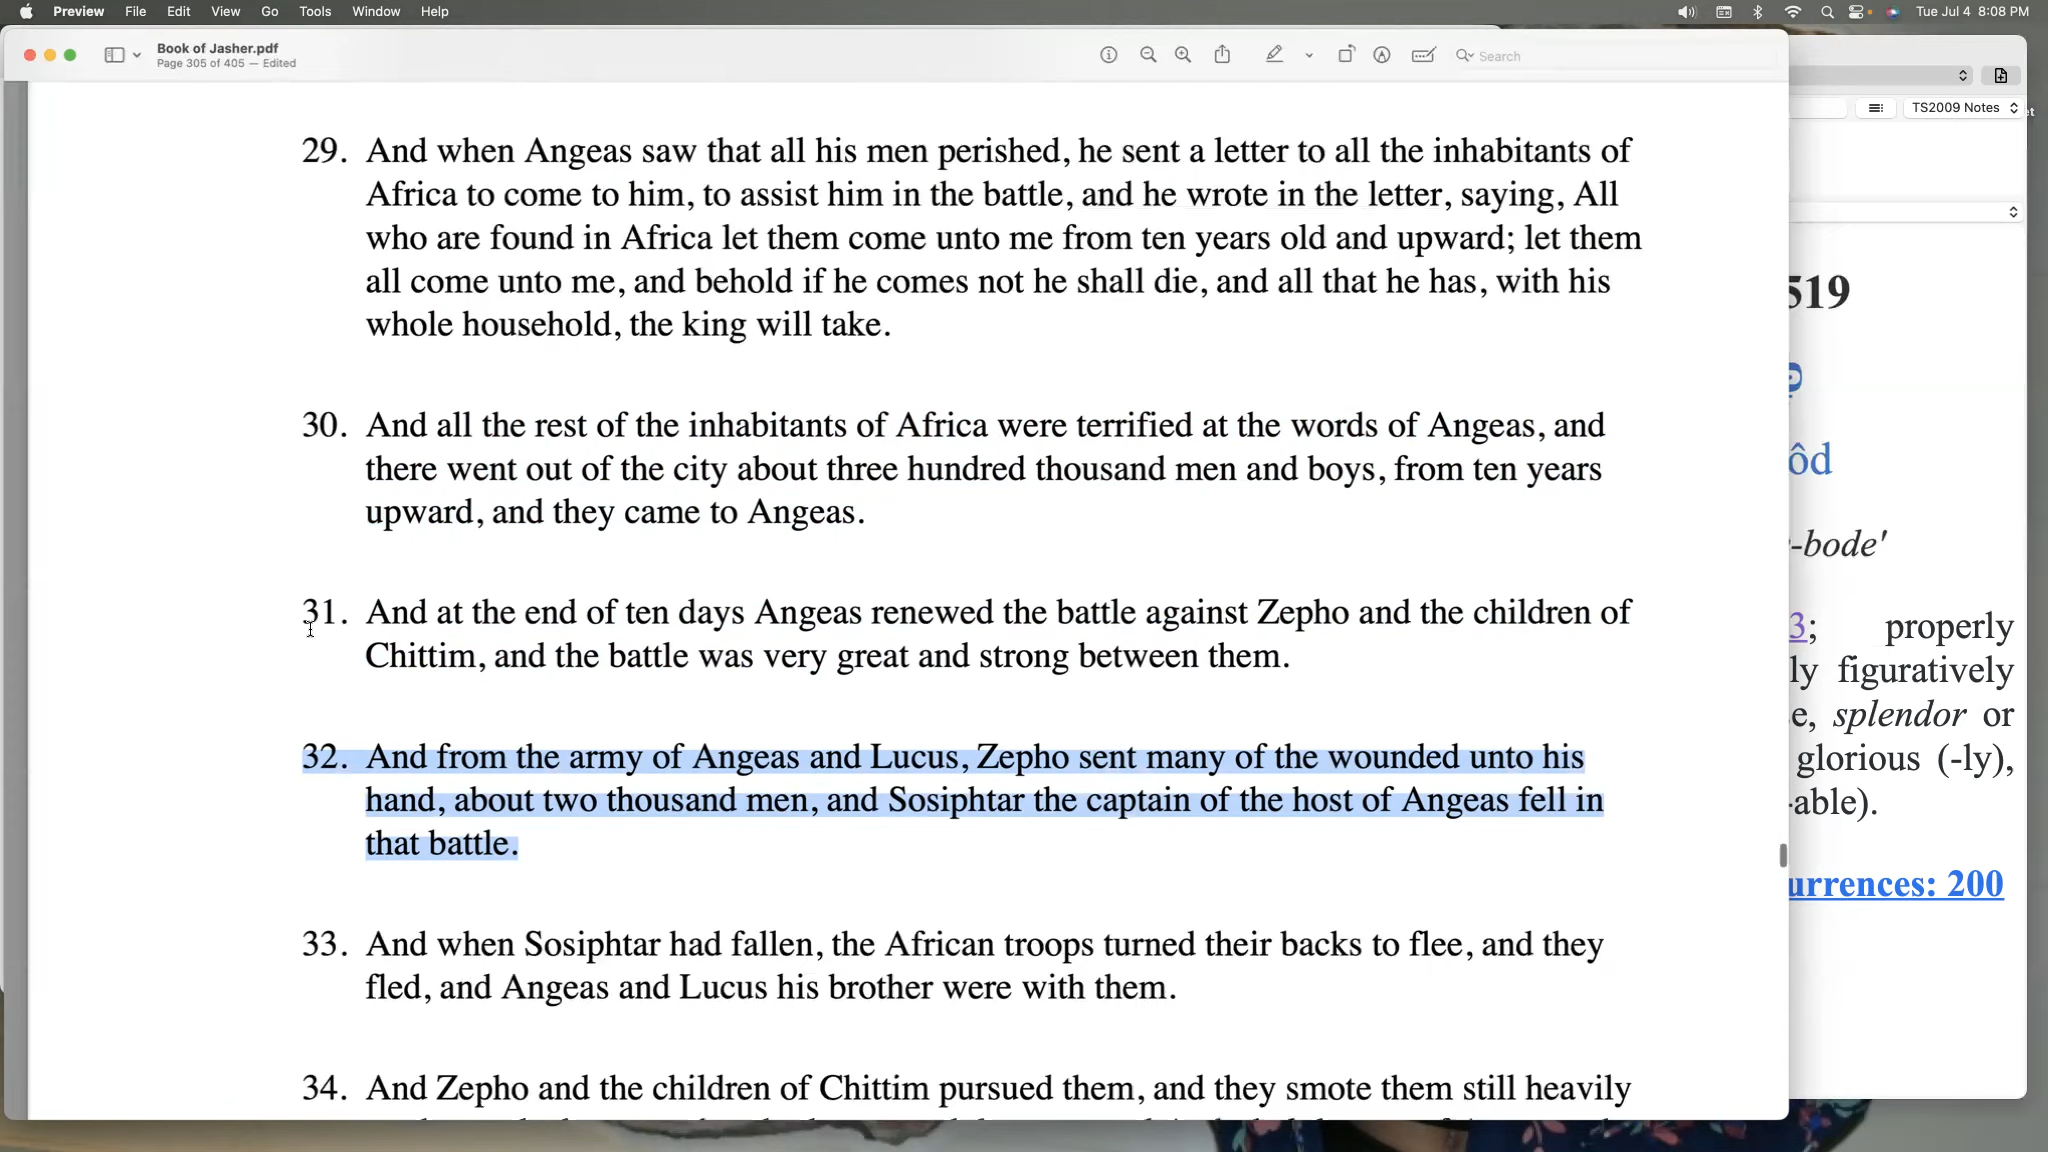 Preview File Edit View Go Tools Window Help Tue Jul 4 8:08 PM
Book of Jasher.pdf
Page 305 of 405 — Edited
Search
TS2009 Notes
29. And when Angeas saw that all his men perished, he sent a letter to all the inhabitants of
Africa to come to him, to assist him in the battle, and he wrote in the letter, saying, All
who are found in Africa let them come unto me from ten years old and upward; let them
all come unto me, and behold if he comes not he shall die, and all that he has, with his
whole household, the king will take.
30. And all the rest of the inhabitants of Africa were terrified at the words of Angeas, and
there went out of the city about three hundred thousand men and boys, from ten years
upward, and they came to Angeas.
31. And at the end of ten days Angeas renewed the battle against Zepho and the children of
Chittim, and the battle was very great and strong between them.
32. And from the army of Angeas and Lucus, Zepho sent many of the wounded unto his
hand, about two thousand men, and Sosiphtar the captain of the host of Angeas fell in
that battle.
33. And when Sosiphtar had fallen, the African troops turned their backs to flee, and they
fled, and Angeas and Lucus his brother were with them.
34. And Zepho and the children of Chittim pursued them, and they smote them still heavily
519
ôd
-bode'
3; properly
ly figuratively
e, splendor or
glorious (-ly),
-able).
urrences: 200